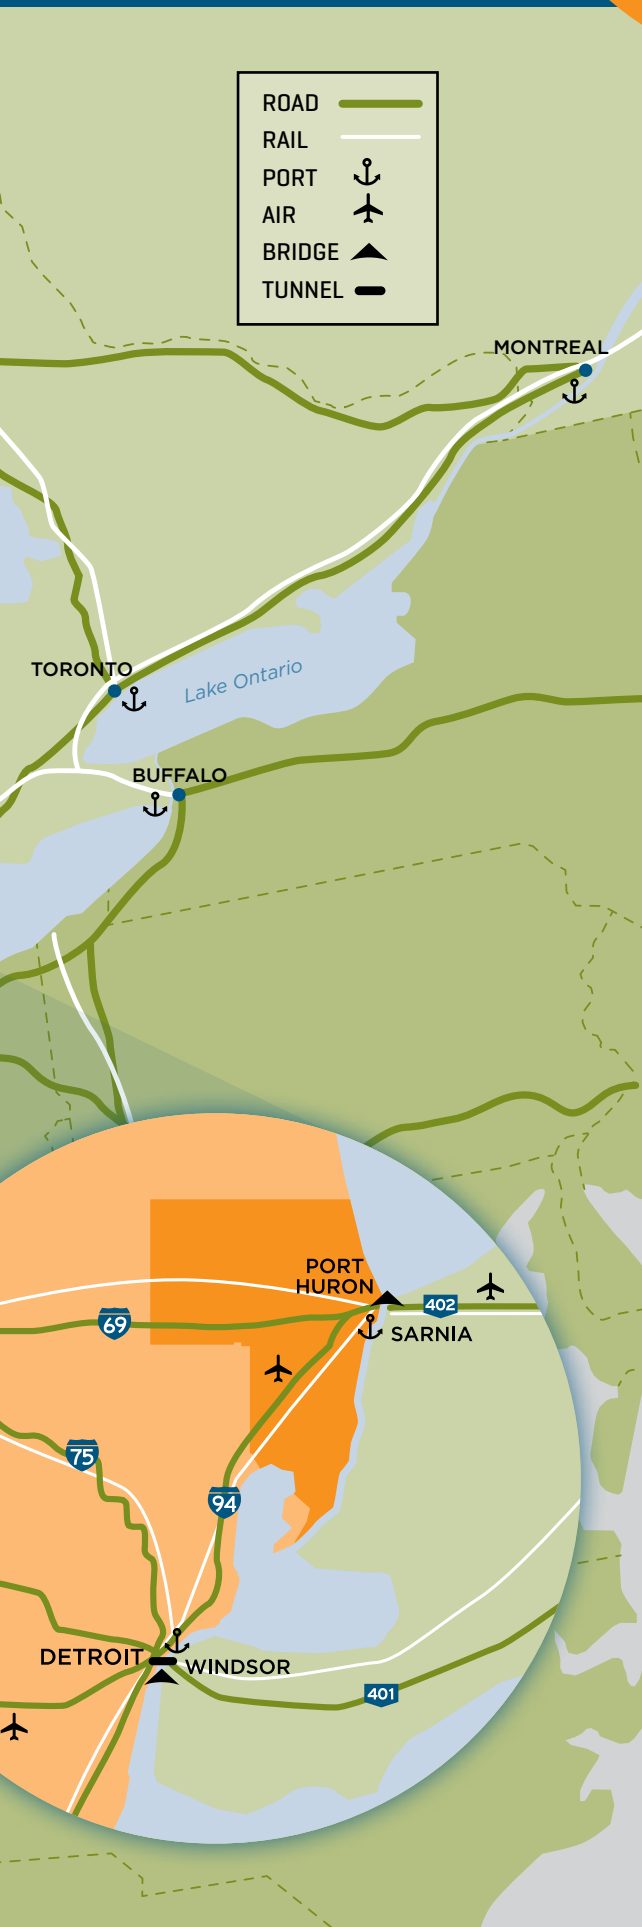 ROAD
RAIL
PORT
AIR
BRIDGE
TUNNEL
MONTREAL
TORONTO
Lake Ontario
BUFFALO
PORT
HURON
402
SARNIA
69
75
94
DETROIT
WINDSOR
401